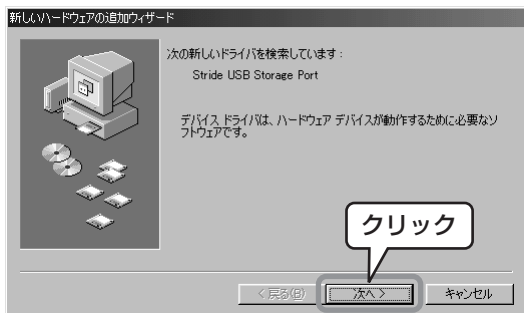 新しいハードウェアの追加ウィザード
次の新しいドライバを検索しています：
Stride USB Storage Port
デバイス ドライバは、ハードウェア デバイスが動作するために必要なソ
フトウェアです。
クリック
< 戻る(B)
次へ >
キャンセル